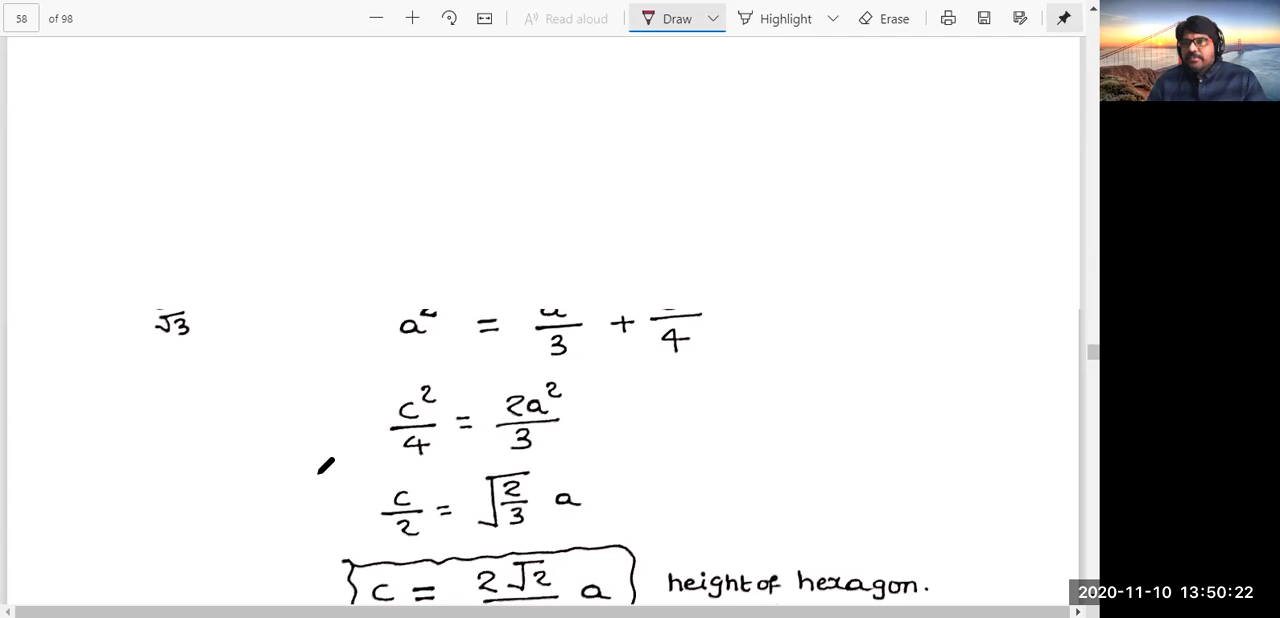 58 of 98 Read aloud Draw Highlight Erase
√3 a² = /3 + /4
c²/4 = 2a²/3
c/2 = √2/3 a
c = 2√2 a height of hexagon.
2020-11-10 13:50:22